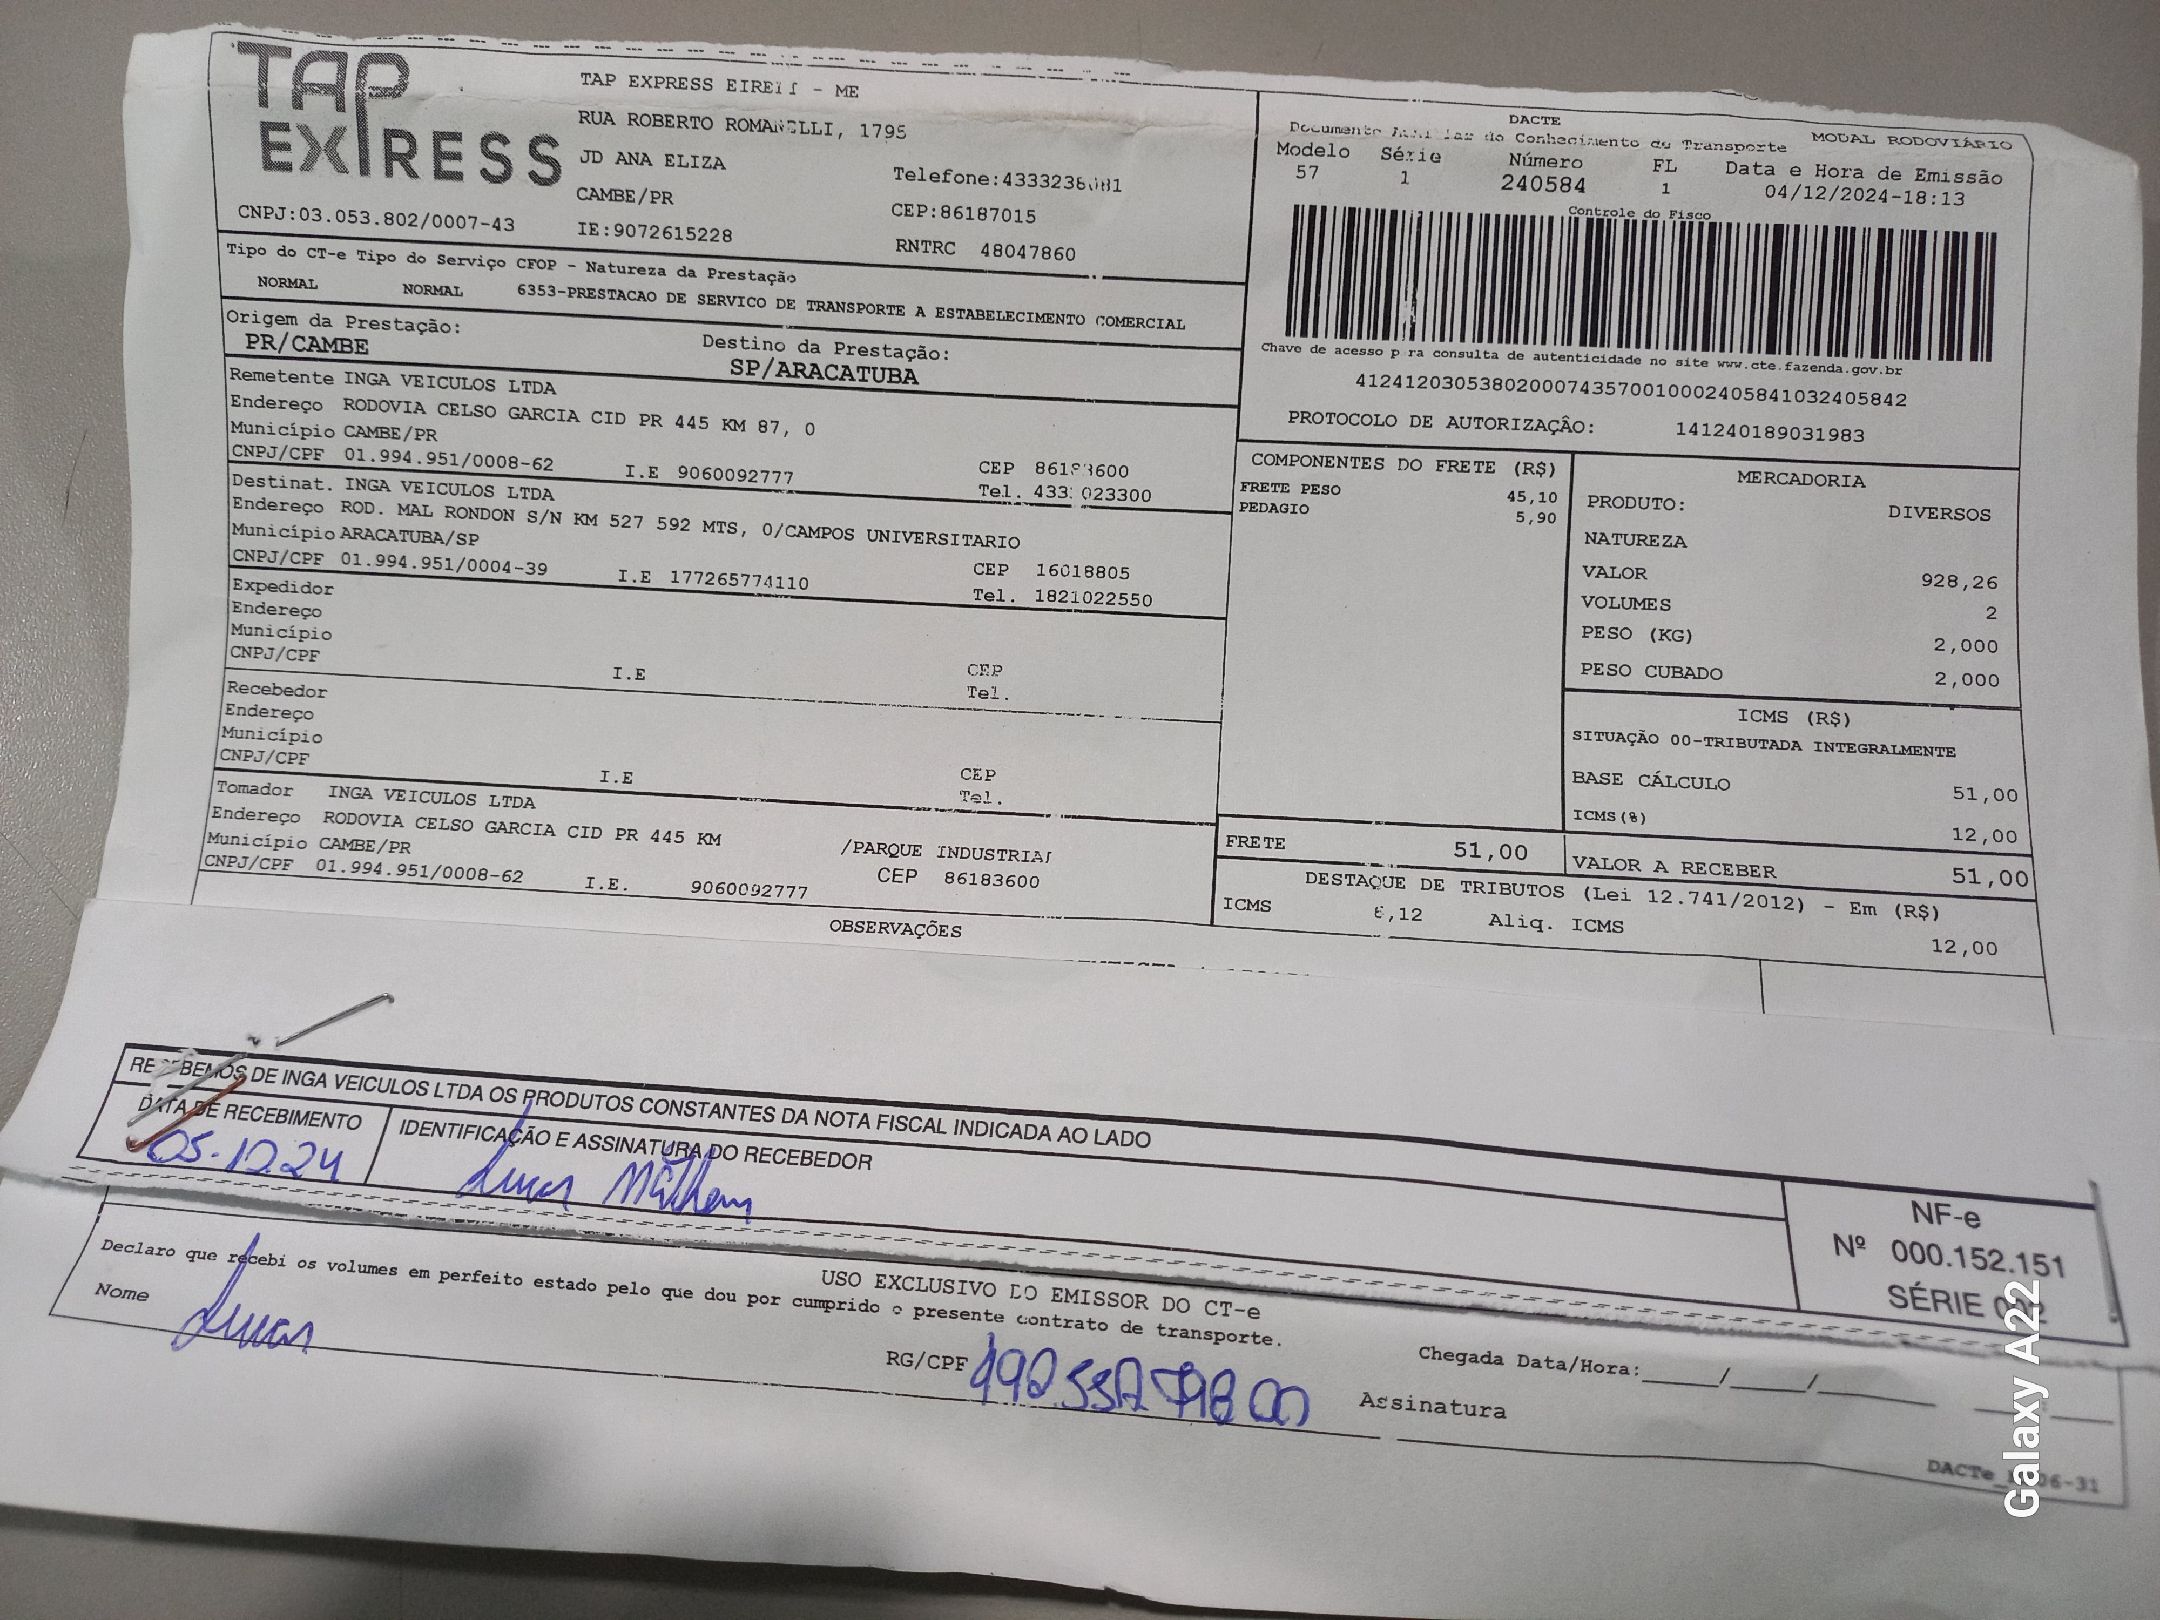 TAP
EXPRESS
CNPJ:03.053.802/0007-43
TAP EXPRESS - ME
RUA ROBERTO ROMANELLI, 1795
JD ANA ELIZA
CAMBE/PR
IE:9072615228
CEP:86187015
RNTRC 48047860
DACTE
Documento Auxiliar do Conhecimento de Transporte MODAL RODOVIÁRIO
Modelo Série Número FL Data e Hora de Emissão
57 1 240584 1 04/12/2024-18:13
Controle do Fisco
Chave de acesso para consulta de autenticidade no site www.cte.fazenda.gov.br
41241203053802000743570010002405841032405842
PROTOCOLO DE AUTORIZAÇÃO: 141240189031983
Tipo do CT-e Tipo do Serviço CFOP - Natureza da Prestação
NORMAL NORMAL 6353-PRESTACAO DE SERVICO DE TRANSPORTE A ESTABELECIMENTO COMERCIAL
Origem da Prestação: Destino da Prestação:
PR/CAMBE SP/ARACATUBA
Remetente INGA VEICULOS LTDA
Endereço RODOVIA CELSO GARCIA CID PR 445 KM 87, 0
Município CAMBE/PR CEP 86183600
CNPJ/CPF 01.994.951/0008-62 I.E 9060092777 Tel.
Destinat. INGA VEICULOS LTDA
Endereço ROD. MAL RONDON S/N KM 527 592 MTS, 0/CAMPOS UNIVERSITARIO
Município ARACATUBA/SP CEP 16018805
CNPJ/CPF 01.994.951/0004-39 I.E 177265774110 Tel. 1821022550
Expedidor
Endereço
Município CEP
CNPJ/CPF I.E Tel.
Recebedor
Endereço
Município CEP
CNPJ/CPF I.E Tel.
Tomador INGA VEICULOS LTDA
Endereço RODOVIA CELSO GARCIA CID PR 445 KM /PARQUE INDUSTRIAL
Município CAMBE/PR CEP 86183600
CNPJ/CPF 01.994.951/0008-62 I.E. 9060092777
COMPONENTES DO FRETE (R$)
FRETE PESO 45,10
PEDAGIO 5,90
MERCADORIA
PRODUTO: DIVERSOS
NATUREZA
VALOR 928,26
VOLUMES 2
PESO (KG) 2,000
PESO CUBADO 2,000
ICMS (R$)
SITUAÇÃO 00-TRIBUTADA INTEGRALMENTE
BASE CÁLCULO 51,00
ICMS(%) 12,00
FRETE 51,00 VALOR A RECEBER 51,00
DESTAQUE DE TRIBUTOS (Lei 12.741/2012) - Em (R$)
ICMS 6,12 Aliq. ICMS 12,00
OBSERVAÇÕES
RECEBEMOS DE INGA VEICULOS LTDA OS PRODUTOS CONSTANTES DA NOTA FISCAL INDICADA AO LADO
DATA DE RECEBIMENTO IDENTIFICAÇÃO E ASSINATURA DO RECEBEDOR
05.12.24 Lucas
NF-e
Nº 000.152.151
SÉRIE
USO EXCLUSIVO DO EMISSOR DO CT-e
Declaro que recebi os volumes em perfeito estado pelo que dou por cumprido o presente contrato de transporte.
Nome Lucas RG/CPF Assinatura
Chegada Data/Hora:_____/_____/_____
Galaxy A22